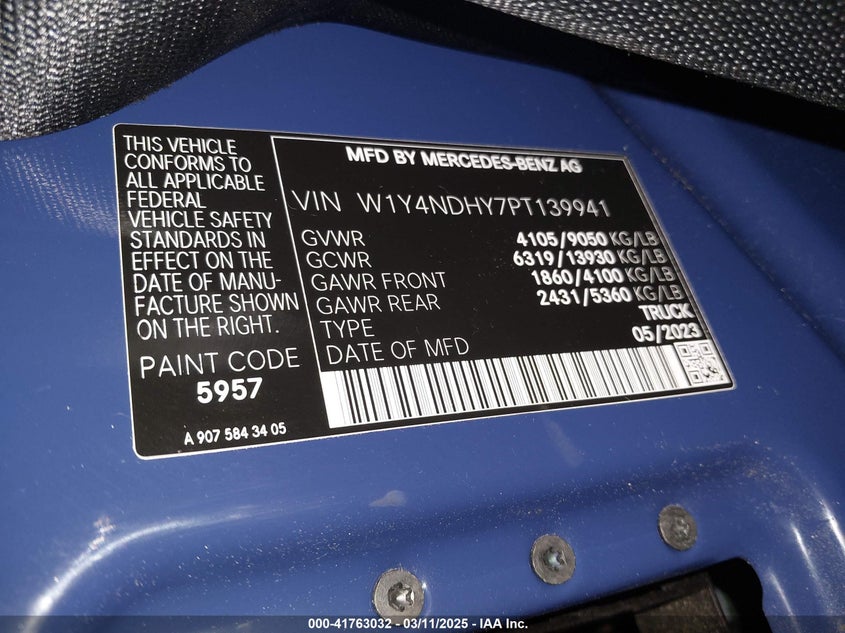 THIS VEHICLE
CONFORMS TO
ALL APPLICABLE
FEDERAL
VEHICLE SAFETY
STANDARDS IN
EFFECT ON THE
DATE OF MANU-
FACTURE SHOWN
ON THE RIGHT.
PAINT CODE
5957
A 907 584 34 05
MFD BY MERCEDES-BENZ AG
VIN W1Y4NDHY7PT139941
GVWR 4105/9050 KG/LB
GCWR 6319/13930 KG/LB
GAWR FRONT 1860/4100 KG/LB
GAWR REAR 2431/5360 KG/LB
TYPE TRUCK
DATE OF MFD 05/2023
000-41763032 - 03/11/2025 - IAA Inc.